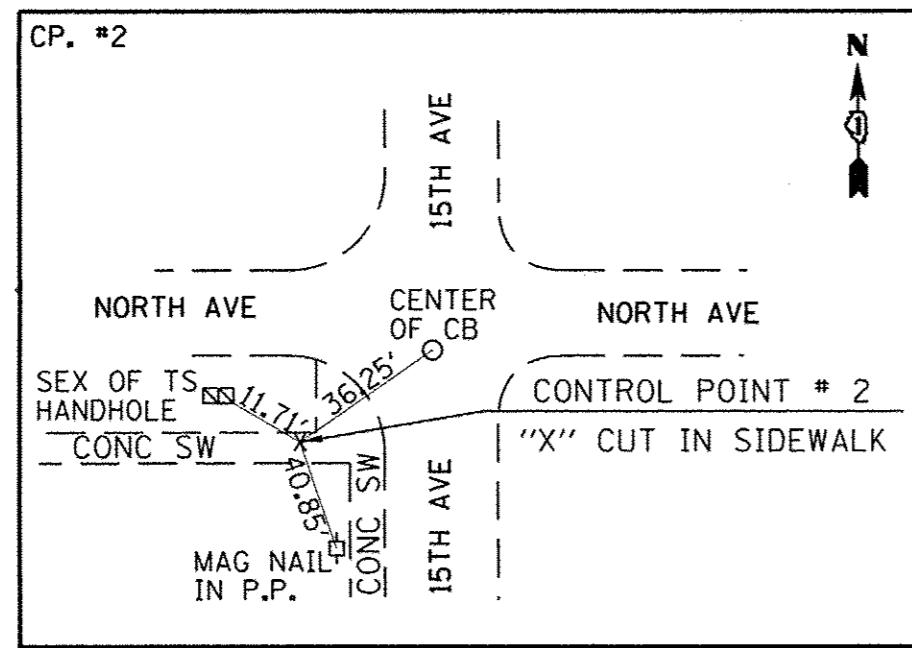 CP. #2
N
15TH AVE
NORTH AVE
CENTER
OF CB
NORTH AVE
SEX OF TS
HANDHOLE
11.71'
36.25'
CONTROL POINT # 2
"X" CUT IN SIDEWALK
CONC SW
40.85'
CONC SW
15TH AVE
MAG NAIL
IN P.P.